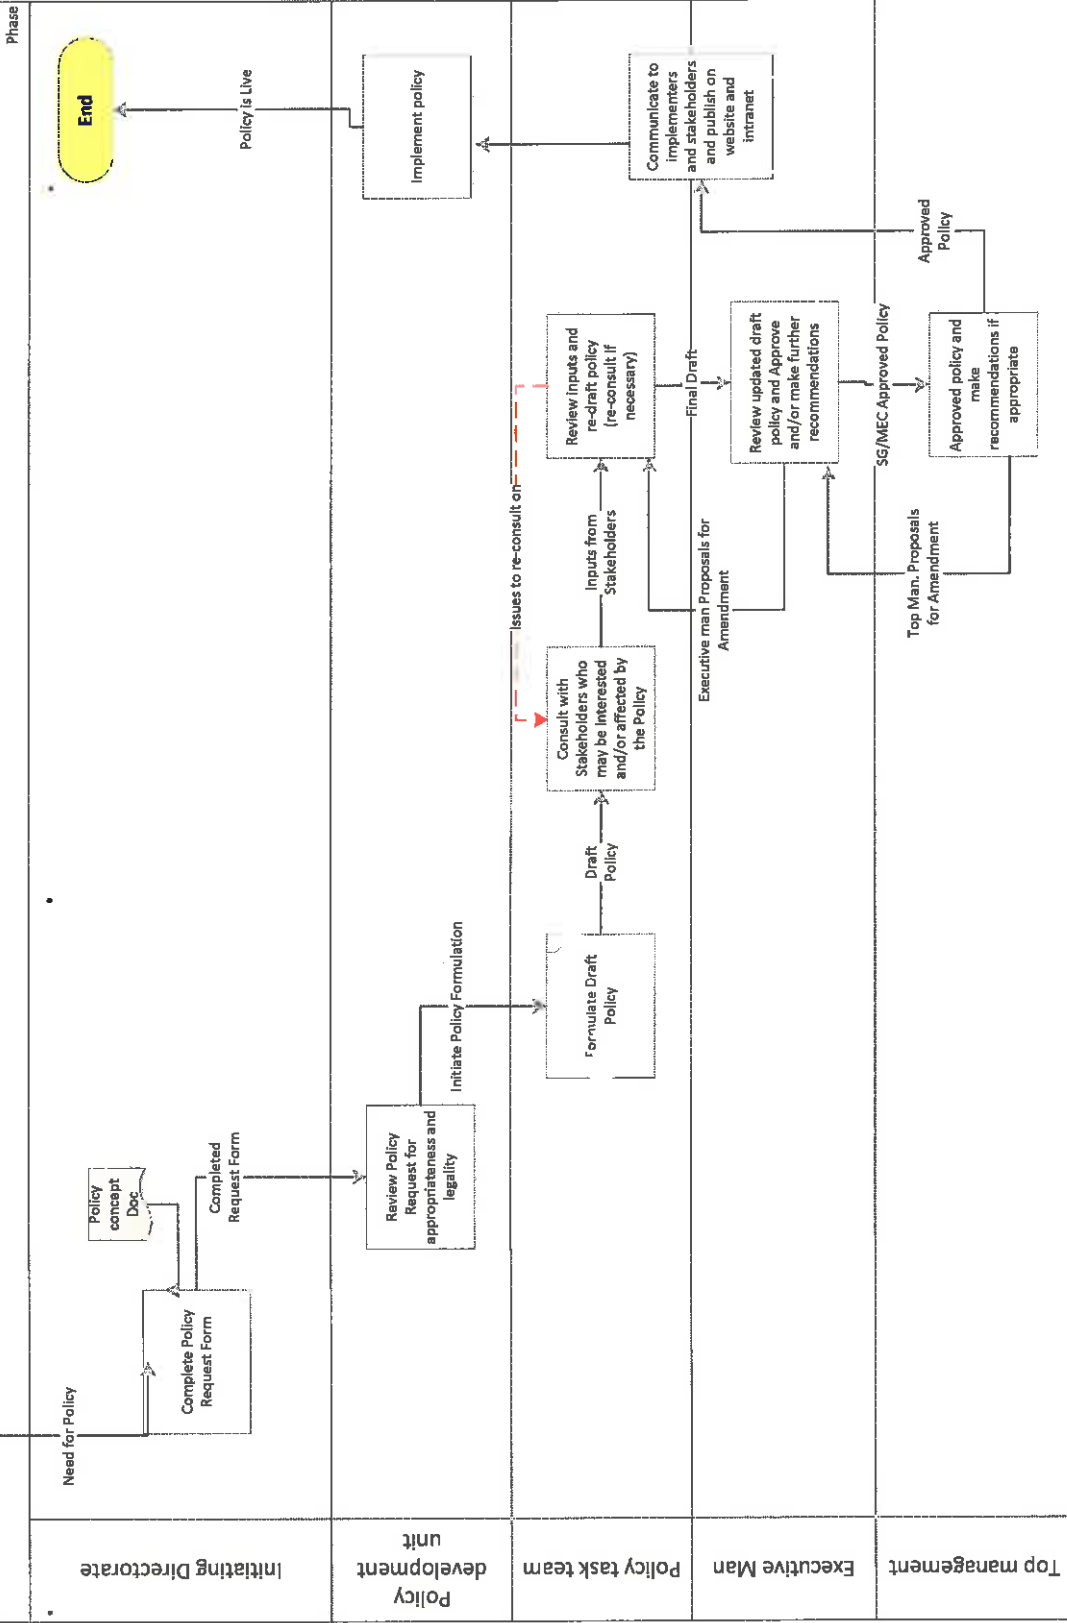 Phase
Initiating Directorate
Need for Policy
Complete Policy
Request Form
Policy
concept
Doc
Completed
Request Form
Policy is Live
End
Policy
development
unit
Review Policy
Request for
appropriateness and
legality
Initiate Policy Formulation
Implement policy
Policy task team
Formulate Draft
Policy
Draft
Policy
Consult with
Stakeholders who
may be Interested
and/or affected by
the Policy
Issues to re-consult on
Inputs from
Stakeholders
Review inputs and
re-draft policy
(re-consult if
necessary)
Final Draft
Communicate to
implementers
and stakeholders
and publish on
website and
intranet
Executive Man
Executive man Proposals for
Amendment
Review updated draft
policy and Approve
and/or make further
recommendations
SG/MEC Approved Policy
Top management
Top Man. Proposals
for Amendment
Approved policy and
make
recommendations if
appropriate
Approved
Policy